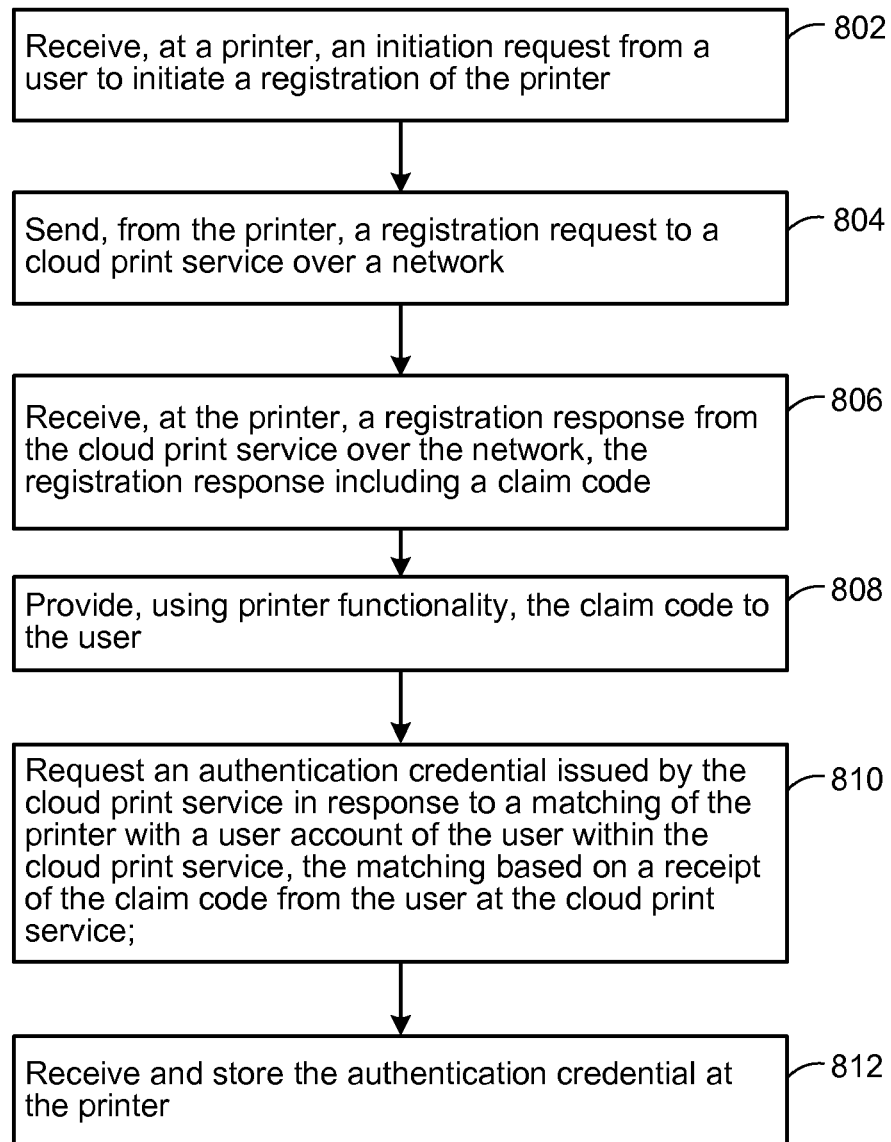 Receive, at a printer, an initiation request from a
user to initiate a registration of the printer
802
Send, from the printer, a registration request to a
cloud print service over a network
804
Receive, at the printer, a registration response from
the cloud print service over the network, the
registration response including a claim code
806
Provide, using printer functionality, the claim code to
the user
808
Request an authentication credential issued by the
cloud print service in response to a matching of the
printer with a user account of the user within the
cloud print service, the matching based on a receipt
of the claim code from the user at the cloud print
service;
810
Receive and store the authentication credential at
the printer
812